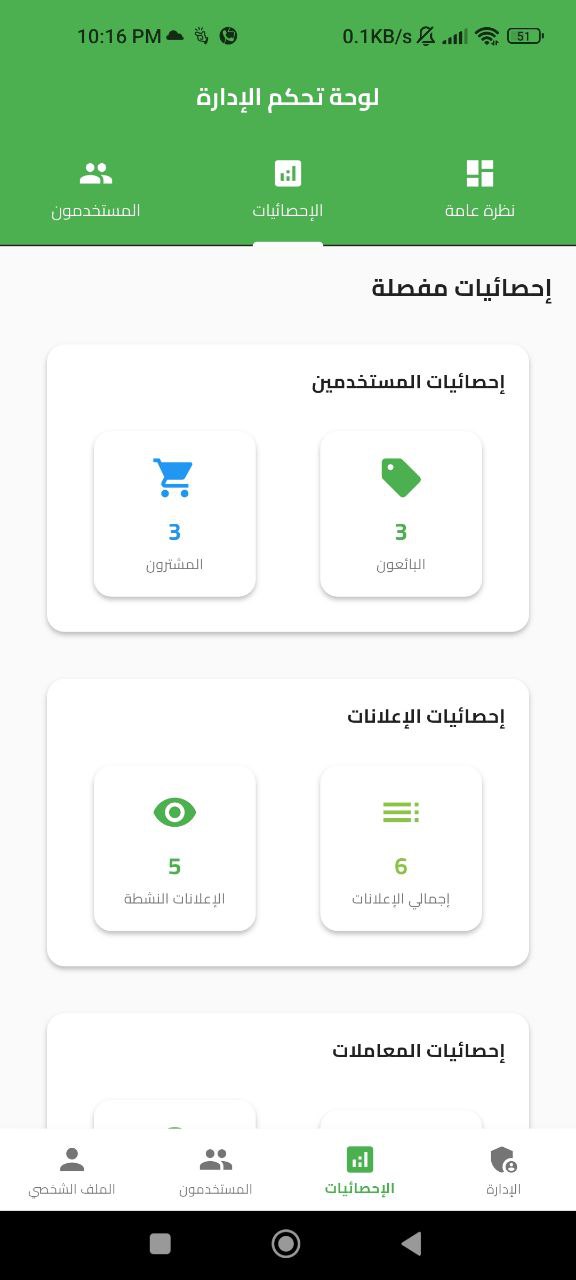 10:16 PM 0.1KB/s 51
لوحة تحكم الإدارة
نظرة عامة الإحصائيات المستخدمون
إحصائيات مفصلة
إحصائيات المستخدمين
3 3
البائعون المشترون
إحصائيات الإعلانات
6 5
إجمالي الإعلانات الإعلانات النشطة
إحصائيات المعاملات
الإدارة الإحصائيات المستخدمون الملف الشخصي